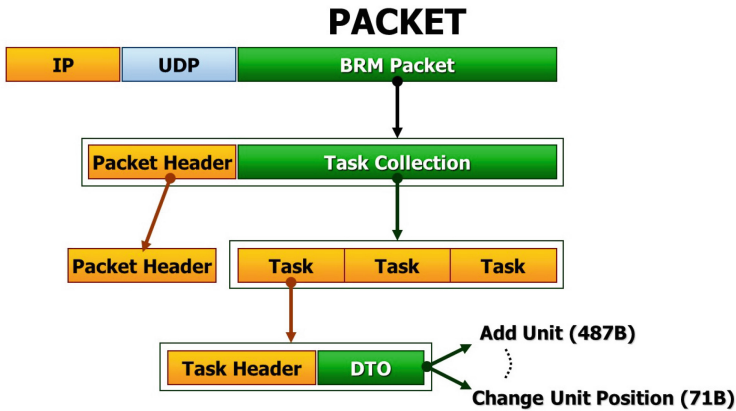 PACKET
IP UDP BRM Packet
Packet Header Task Collection
Packet Header Task Task Task
Task Header DTO
Add Unit (487B)
Change Unit Position (71B)